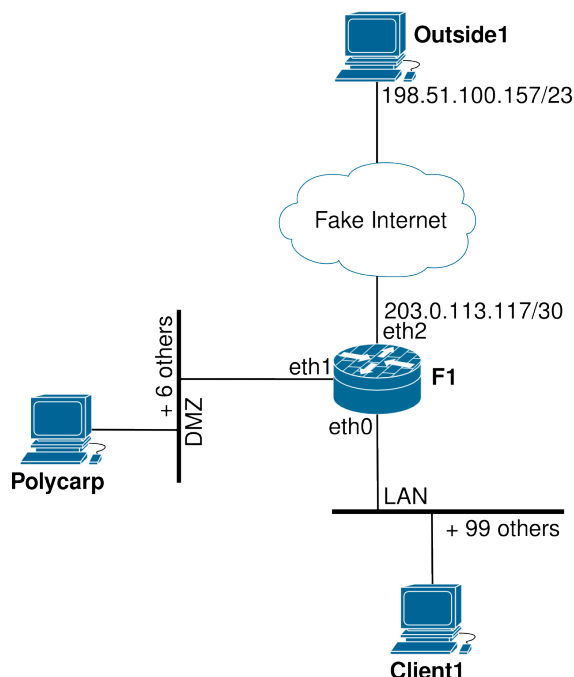 Outside1
198.51.100.157/23
Fake Internet
203.0.113.117/30
eth2
eth1
F1
+ 6 others
DMZ
eth0
Polycarp
LAN
+ 99 others
Client1